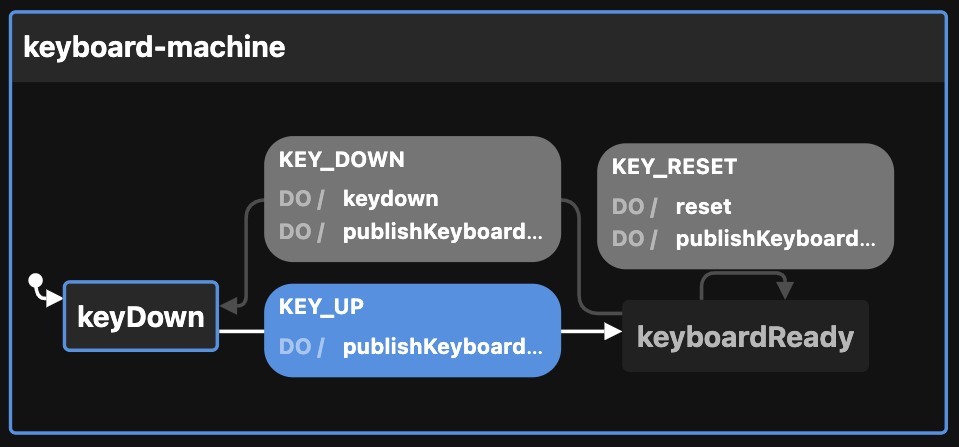 keyboard-machine
KEY_DOWN
DO / keydown
DO / publishKeyboard...
KEY_RESET
DO / reset
DO / publishKeyboard...
keyDown
KEY_UP
DO / publishKeyboard...
keyboardReady